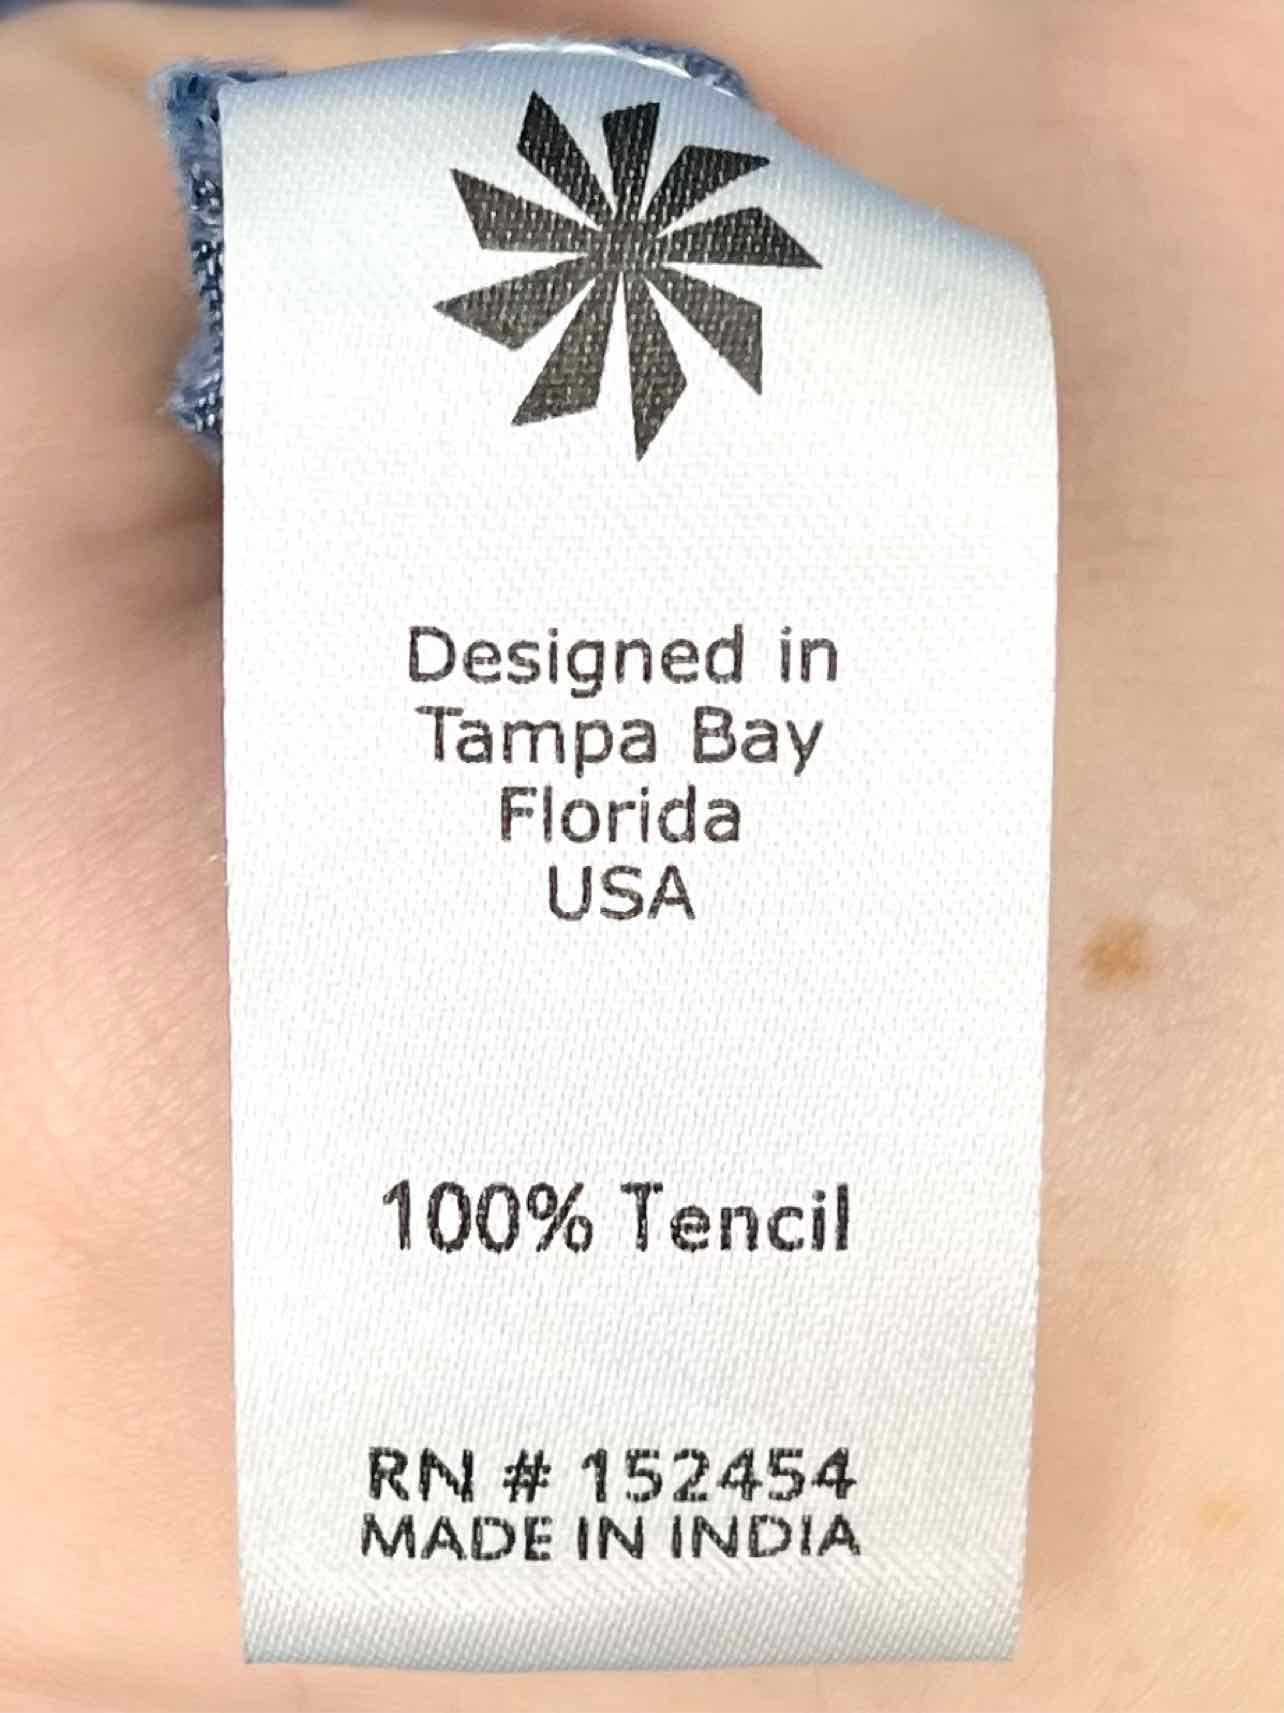 Designed in
Tampa Bay
Florida
USA
100% Tencil
RN # 152454
MADE IN INDIA